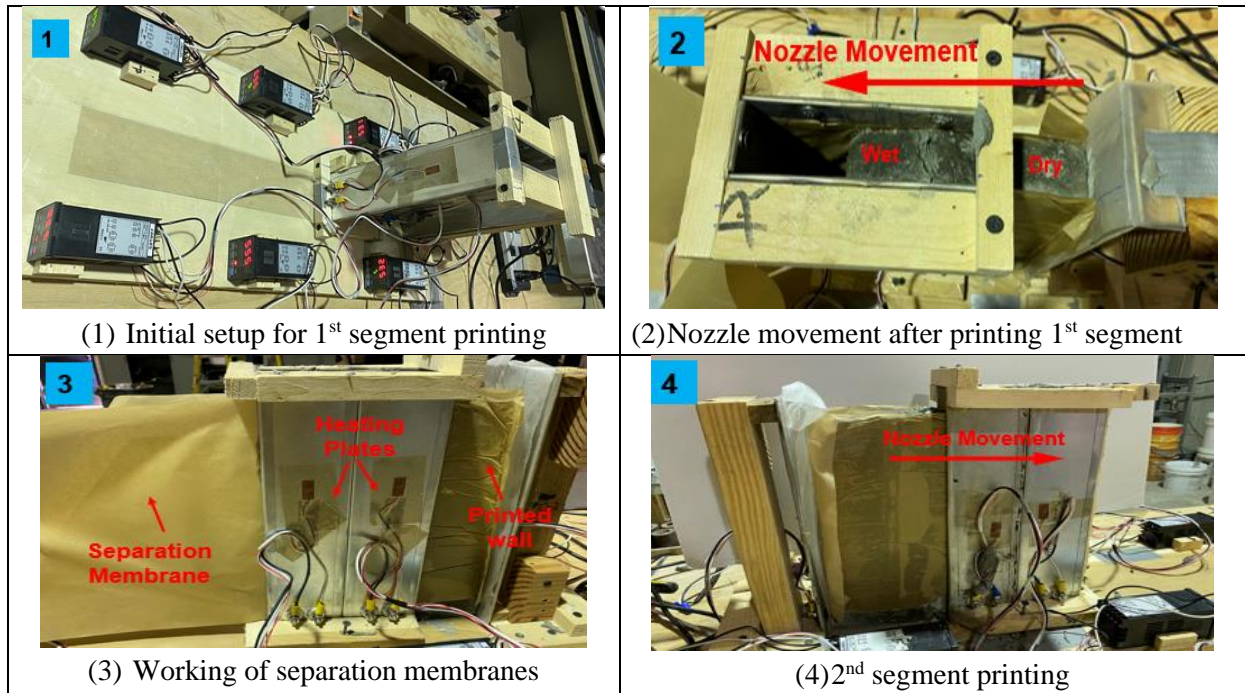 1
(1) Initial setup for 1st segment printing
2
Nozzle Movement
Wet
Dry
(2) Nozzle movement after printing 1st segment
3
Heating
Plates
Separation
Membrane
Printed
wall
(3) Working of separation membranes
4
Nozzle Movement
(4) 2nd segment printing